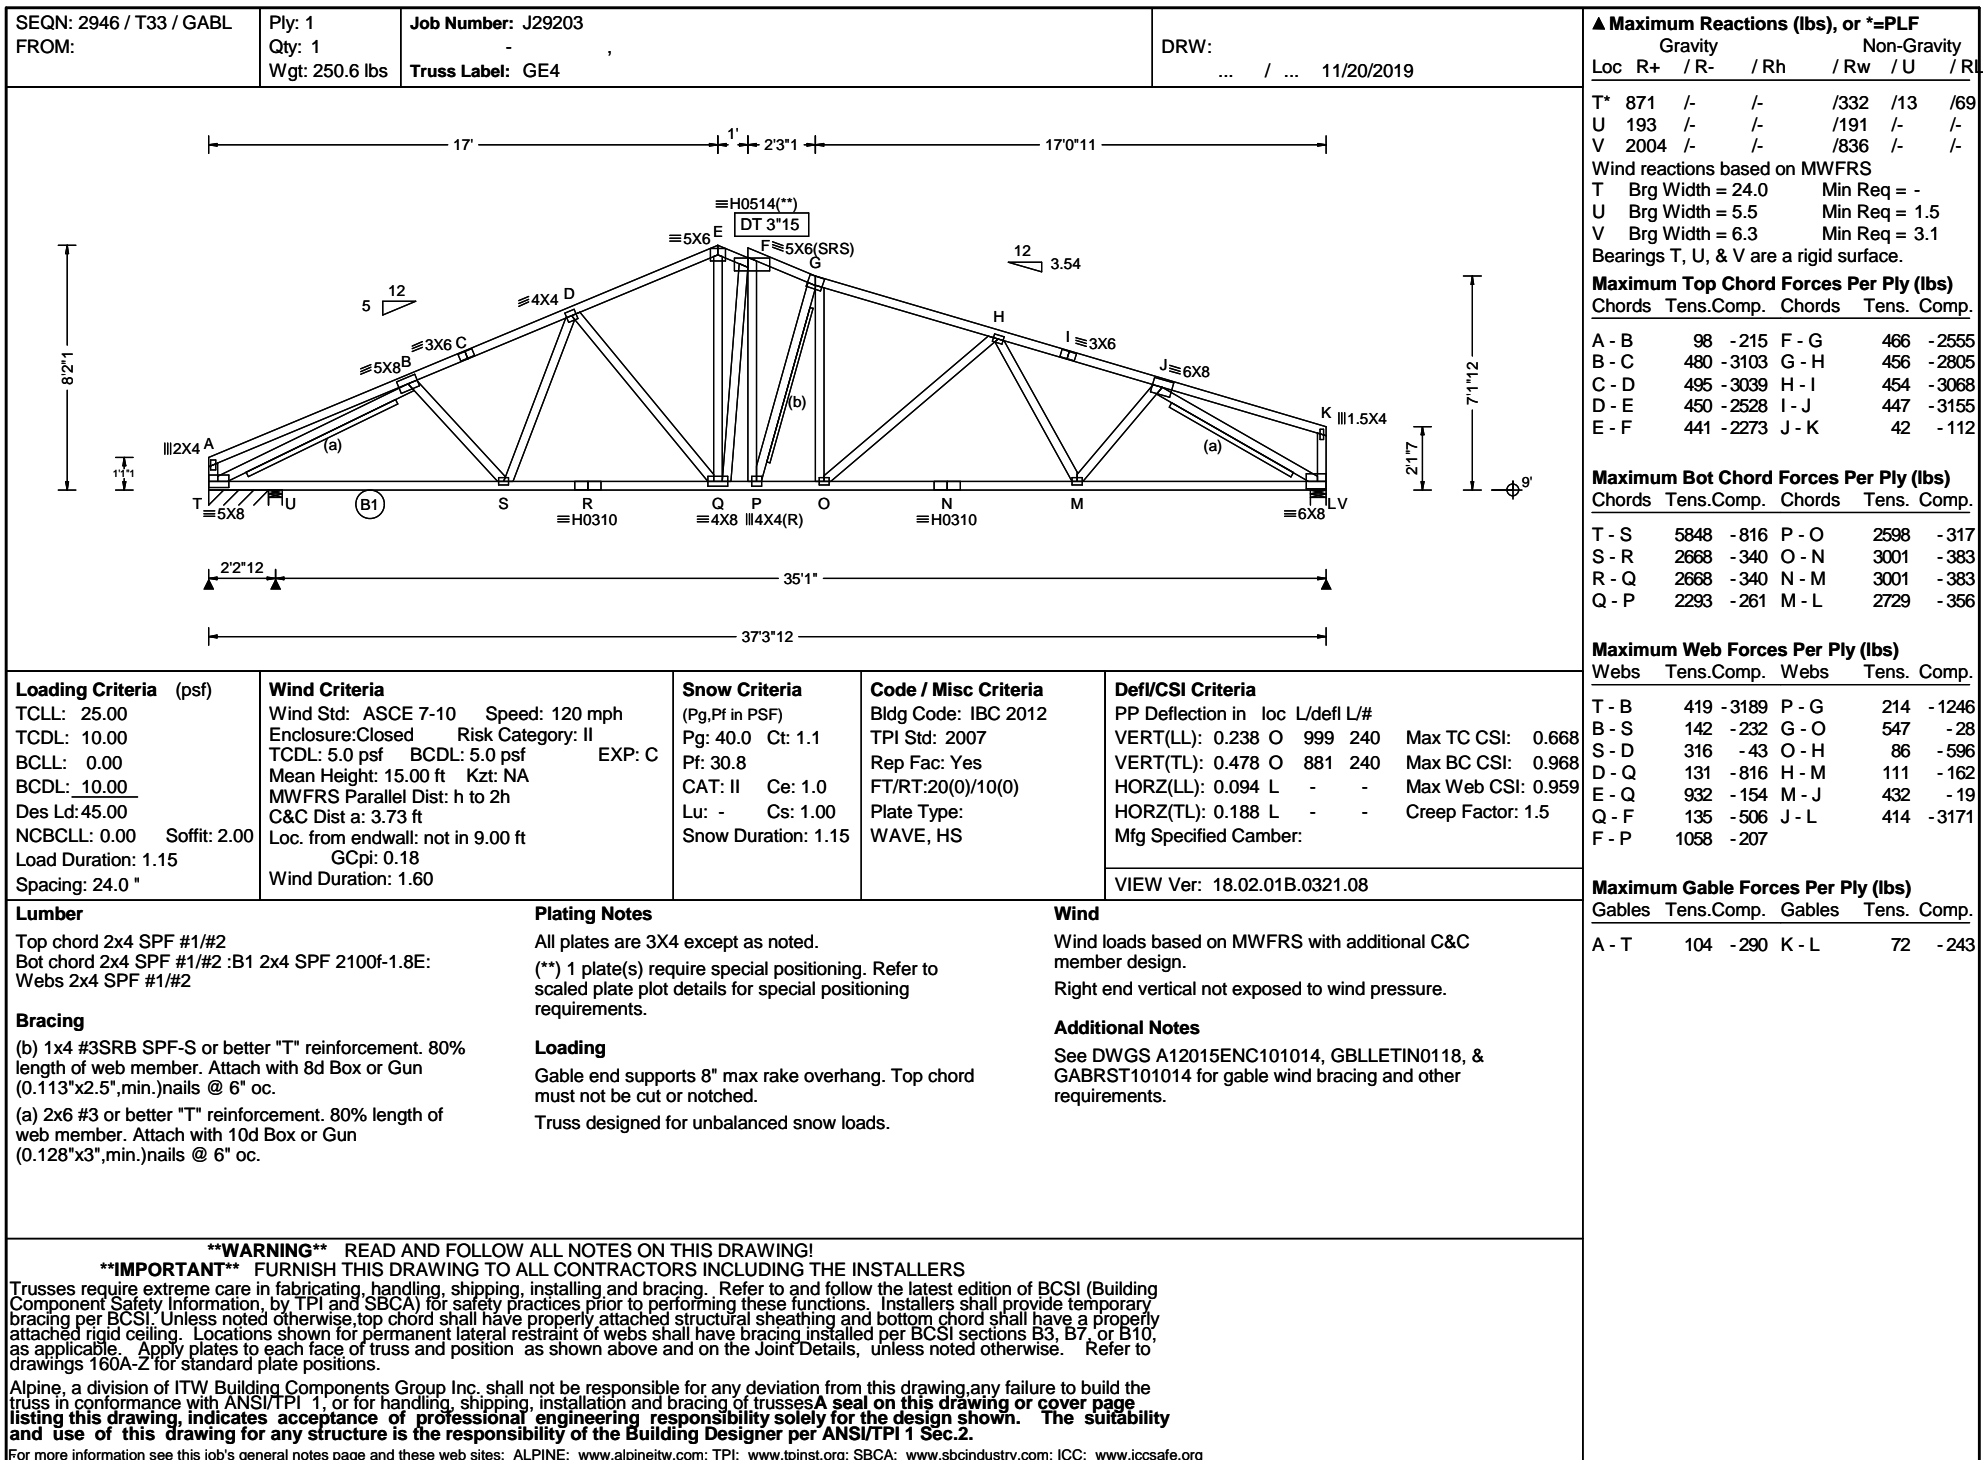 SEQN: 2946 / T33 / GABL
FROM:
Ply: 1
Qty: 1
Wgt: 250.6 lbs
Job Number: J29203
- ,
Truss Label: GE4
DRW:
... / ... 11/20/2019
17'
1'
2'3"1
17'0"11
≡H0514(**)
DT 3"15
≡5X6 E
F≡5X6(SRS)
G
12
3.54
12
5
≡4X4 D
≡3X6 C
≡5X8 B
H
I ≡3X6
J ≡6X8
K |||1.5X4
|||2X4 A
8'2"1
7'1"12
1'1"1
2'1"7
(a)
(b)
(a)
9'
T U B1 S R Q P O N M L V
≡5X8
≡H0310
≡4X8 |||4X4(R)
≡H0310
≡6X8
2'2"12
35'1"
37'3"12
Loading Criteria (psf)
TCLL: 25.00
TCDL: 10.00
BCLL: 0.00
BCDL: 10.00
Des Ld: 45.00
NCBCLL: 0.00 Soffit: 2.00
Load Duration: 1.15
Spacing: 24.0 "
Wind Criteria
Wind Std: ASCE 7-10 Speed: 120 mph
Enclosure:Closed Risk Category: II
TCDL: 5.0 psf BCDL: 5.0 psf EXP: C
Mean Height: 15.00 ft Kzt: NA
MWFRS Parallel Dist: h to 2h
C&C Dist a: 3.73 ft
Loc. from endwall: not in 9.00 ft
GCpi: 0.18
Wind Duration: 1.60
Snow Criteria
(Pg,Pf in PSF)
Pg: 40.0 Ct: 1.1
Pf: 30.8
CAT: II Ce: 1.0
Lu: - Cs: 1.00
Snow Duration: 1.15
Code / Misc Criteria
Bldg Code: IBC 2012
TPI Std: 2007
Rep Fac: Yes
FT/RT:20(0)/10(0)
Plate Type:
WAVE, HS
Defl/CSI Criteria
PP Deflection in loc L/defl L/#
VERT(LL): 0.238 O 999 240 Max TC CSI: 0.668
VERT(TL): 0.478 O 881 240 Max BC CSI: 0.968
HORZ(LL): 0.094 L - - Max Web CSI: 0.959
HORZ(TL): 0.188 L - - Creep Factor: 1.5
Mfg Specified Camber:
VIEW Ver: 18.02.01B.0321.08
Lumber
Top chord 2x4 SPF #1/#2
Bot chord 2x4 SPF #1/#2 :B1 2x4 SPF 2100f-1.8E:
Webs 2x4 SPF #1/#2
Bracing
(b) 1x4 #3SRB SPF-S or better "T" reinforcement. 80%
length of web member. Attach with 8d Box or Gun
(0.113"x2.5",min.)nails @ 6" oc.
(a) 2x6 #3 or better "T" reinforcement. 80% length of
web member. Attach with 10d Box or Gun
(0.128"x3",min.)nails @ 6" oc.
Plating Notes
All plates are 3X4 except as noted.
(**) 1 plate(s) require special positioning. Refer to
scaled plate plot details for special positioning
requirements.
Loading
Gable end supports 8" max rake overhang. Top chord
must not be cut or notched.
Truss designed for unbalanced snow loads.
Wind
Wind loads based on MWFRS with additional C&C
member design.
Right end vertical not exposed to wind pressure.
Additional Notes
See DWGS A12015ENC101014, GBLLETIN0118, &
GABRST101014 for gable wind bracing and other
requirements.
**WARNING** READ AND FOLLOW ALL NOTES ON THIS DRAWING!
**IMPORTANT** FURNISH THIS DRAWING TO ALL CONTRACTORS INCLUDING THE INSTALLERS
Trusses require extreme care in fabricating, handling, shipping, installing and bracing. Refer to and follow the latest edition of BCSI (Building
Component Safety Information, by TPI and SBCA) for safety practices prior to performing these functions. Installers shall provide temporary
bracing per BCSI. Unless noted otherwise,top chord shall have properly attached structural sheathing and bottom chord shall have a properly
attached rigid ceiling. Locations shown for permanent lateral restraint of webs shall have bracing installed per BCSI sections B3, B7, or B10,
as applicable. Apply plates to each face of truss and position as shown above and on the Joint Details, unless noted otherwise. Refer to
drawings 160A-Z for standard plate positions.
Alpine, a division of ITW Building Components Group Inc. shall not be responsible for any deviation from this drawing,any failure to build the
truss in conformance with ANSI/TPI 1, or for handling, shipping, installation and bracing of trussesA seal on this drawing or cover page
listing this drawing, indicates acceptance of professional engineering responsibility solely for the design shown. The suitability
and use of this drawing for any structure is the responsibility of the Building Designer per ANSI/TPI 1 Sec.2.
For more information see this job's general notes page and these web sites: ALPINE: www.alpineitw.com; TPI: www.tpinst.org; SBCA: www.sbcindustry.com; ICC: www.iccsafe.org
▲ Maximum Reactions (lbs), or *=PLF
Gravity Non-Gravity
Loc R+ / R- / Rh / Rw / U / RL
T* 871 /- /- /332 /13 /69
U 193 /- /- /191 /- /-
V 2004 /- /- /836 /- /-
Wind reactions based on MWFRS
T Brg Width = 24.0 Min Req = -
U Brg Width = 5.5 Min Req = 1.5
V Brg Width = 6.3 Min Req = 3.1
Bearings T, U, & V are a rigid surface.
Maximum Top Chord Forces Per Ply (lbs)
Chords Tens.Comp. Chords Tens. Comp.
A - B 98 - 215 F - G 466 - 2555
B - C 480 - 3103 G - H 456 - 2805
C - D 495 - 3039 H - I 454 - 3068
D - E 450 - 2528 I - J 447 - 3155
E - F 441 - 2273 J - K 42 - 112
Maximum Bot Chord Forces Per Ply (lbs)
Chords Tens.Comp. Chords Tens. Comp.
T - S 5848 - 816 P - O 2598 - 317
S - R 2668 - 340 O - N 3001 - 383
R - Q 2668 - 340 N - M 3001 - 383
Q - P 2293 - 261 M - L 2729 - 356
Maximum Web Forces Per Ply (lbs)
Webs Tens.Comp. Webs Tens. Comp.
T - B 419 - 3189 P - G 214 - 1246
B - S 142 - 232 G - O 547 - 28
S - D 316 - 43 O - H 86 - 596
D - Q 131 - 816 H - M 111 - 162
E - Q 932 - 154 M - J 432 - 19
Q - F 135 - 506 J - L 414 - 3171
F - P 1058 - 207
Maximum Gable Forces Per Ply (lbs)
Gables Tens.Comp. Gables Tens. Comp.
A - T 104 - 290 K - L 72 - 243